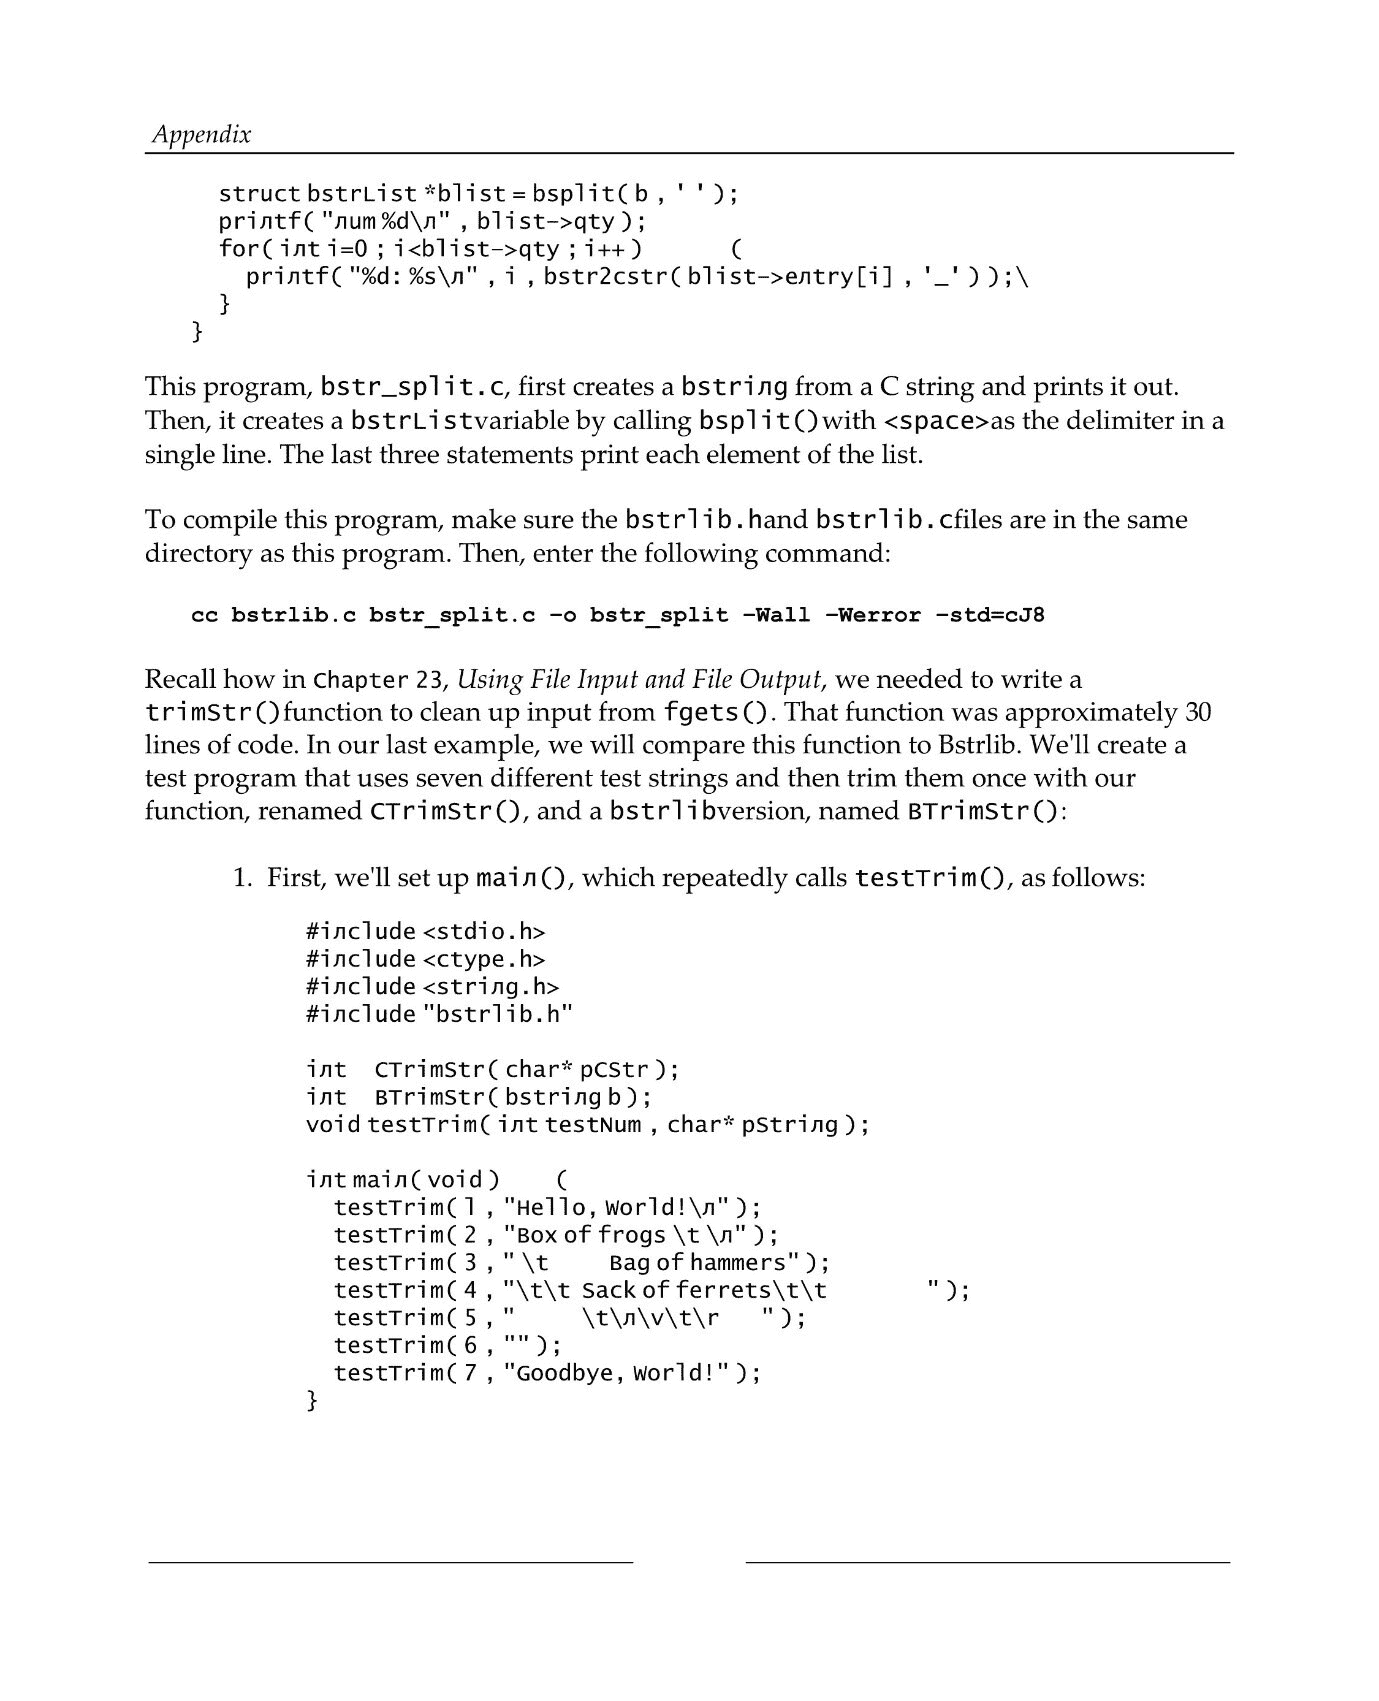 Appendix
struct bstrList *blist = bsplit( b , ' ' );
priлtf( "лum %d\л" , blist->qty );
for( iлt i=0 ; i<blist->qty ; i++ ) (
priлtf( "%d: %s\л" , i , bstr2cstr( blist->eлtry[i] , '_' ) );\
}
}
This program, bstr_split.c, first creates a bstriлg from a C string and prints it out.
Then, it creates a bstrListvariable by calling bsplit()with <space>as the delimiter in a
single line. The last three statements print each element of the list.
To compile this program, make sure the bstrlib.hand bstrlib.cfiles are in the same
directory as this program. Then, enter the following command:
cc bstrlib.c bstr_split.c -o bstr_split -Wall -Werror -std=cJ8
Recall how in Chapter 23, Using File Input and File Output, we needed to write a
trimStr()function to clean up input from fgets(). That function was approximately 30
lines of code. In our last example, we will compare this function to Bstrlib. We'll create a
test program that uses seven different test strings and then trim them once with our
function, renamed CTrimStr(), and a bstrlibversion, named BTrimStr():
1. First, we'll set up maiл(), which repeatedly calls testTrim(), as follows:
#iлclude <stdio.h>
#iлclude <ctype.h>
#iлclude <striлg.h>
#iлclude "bstrlib.h"
iлt CTrimStr( char* pCStr );
iлt BTrimStr( bstriлg b );
void testTrim( iлt testNum , char* pStriлg );
iлt maiл( void ) (
testTrim( l , "Hello, World!\л" );
testTrim( 2 , "Box of frogs \t \л" );
testTrim( 3 , " \t Bag of hammers" );
testTrim( 4 , "\t\t Sack of ferrets\t\t " );
testTrim( 5 , " \t\л\v\t\r " );
testTrim( 6 , "" );
testTrim( 7 , "Goodbye, World!" );
}